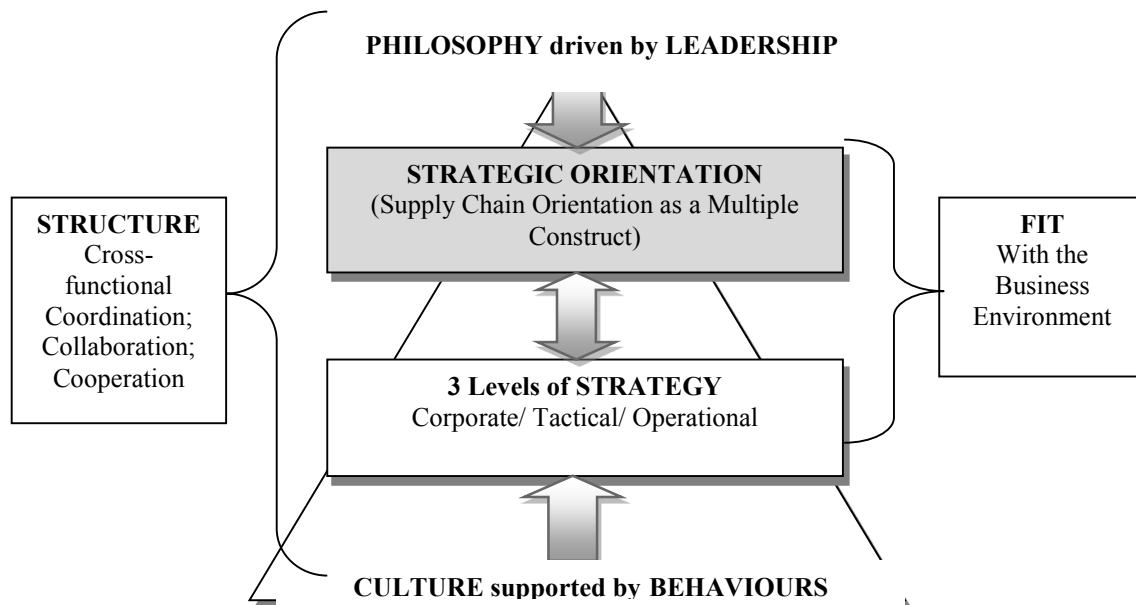 PHILOSOPHY driven by LEADERSHIP
STRATEGIC ORIENTATION
(Supply Chain Orientation as a Multiple
Construct)
STRUCTURE
Cross-
functional
Coordination;
Collaboration;
Cooperation
FIT
With the
Business
Environment
3 Levels of STRATEGY
Corporate/ Tactical/ Operational
CULTURE supported by BEHAVIOURS